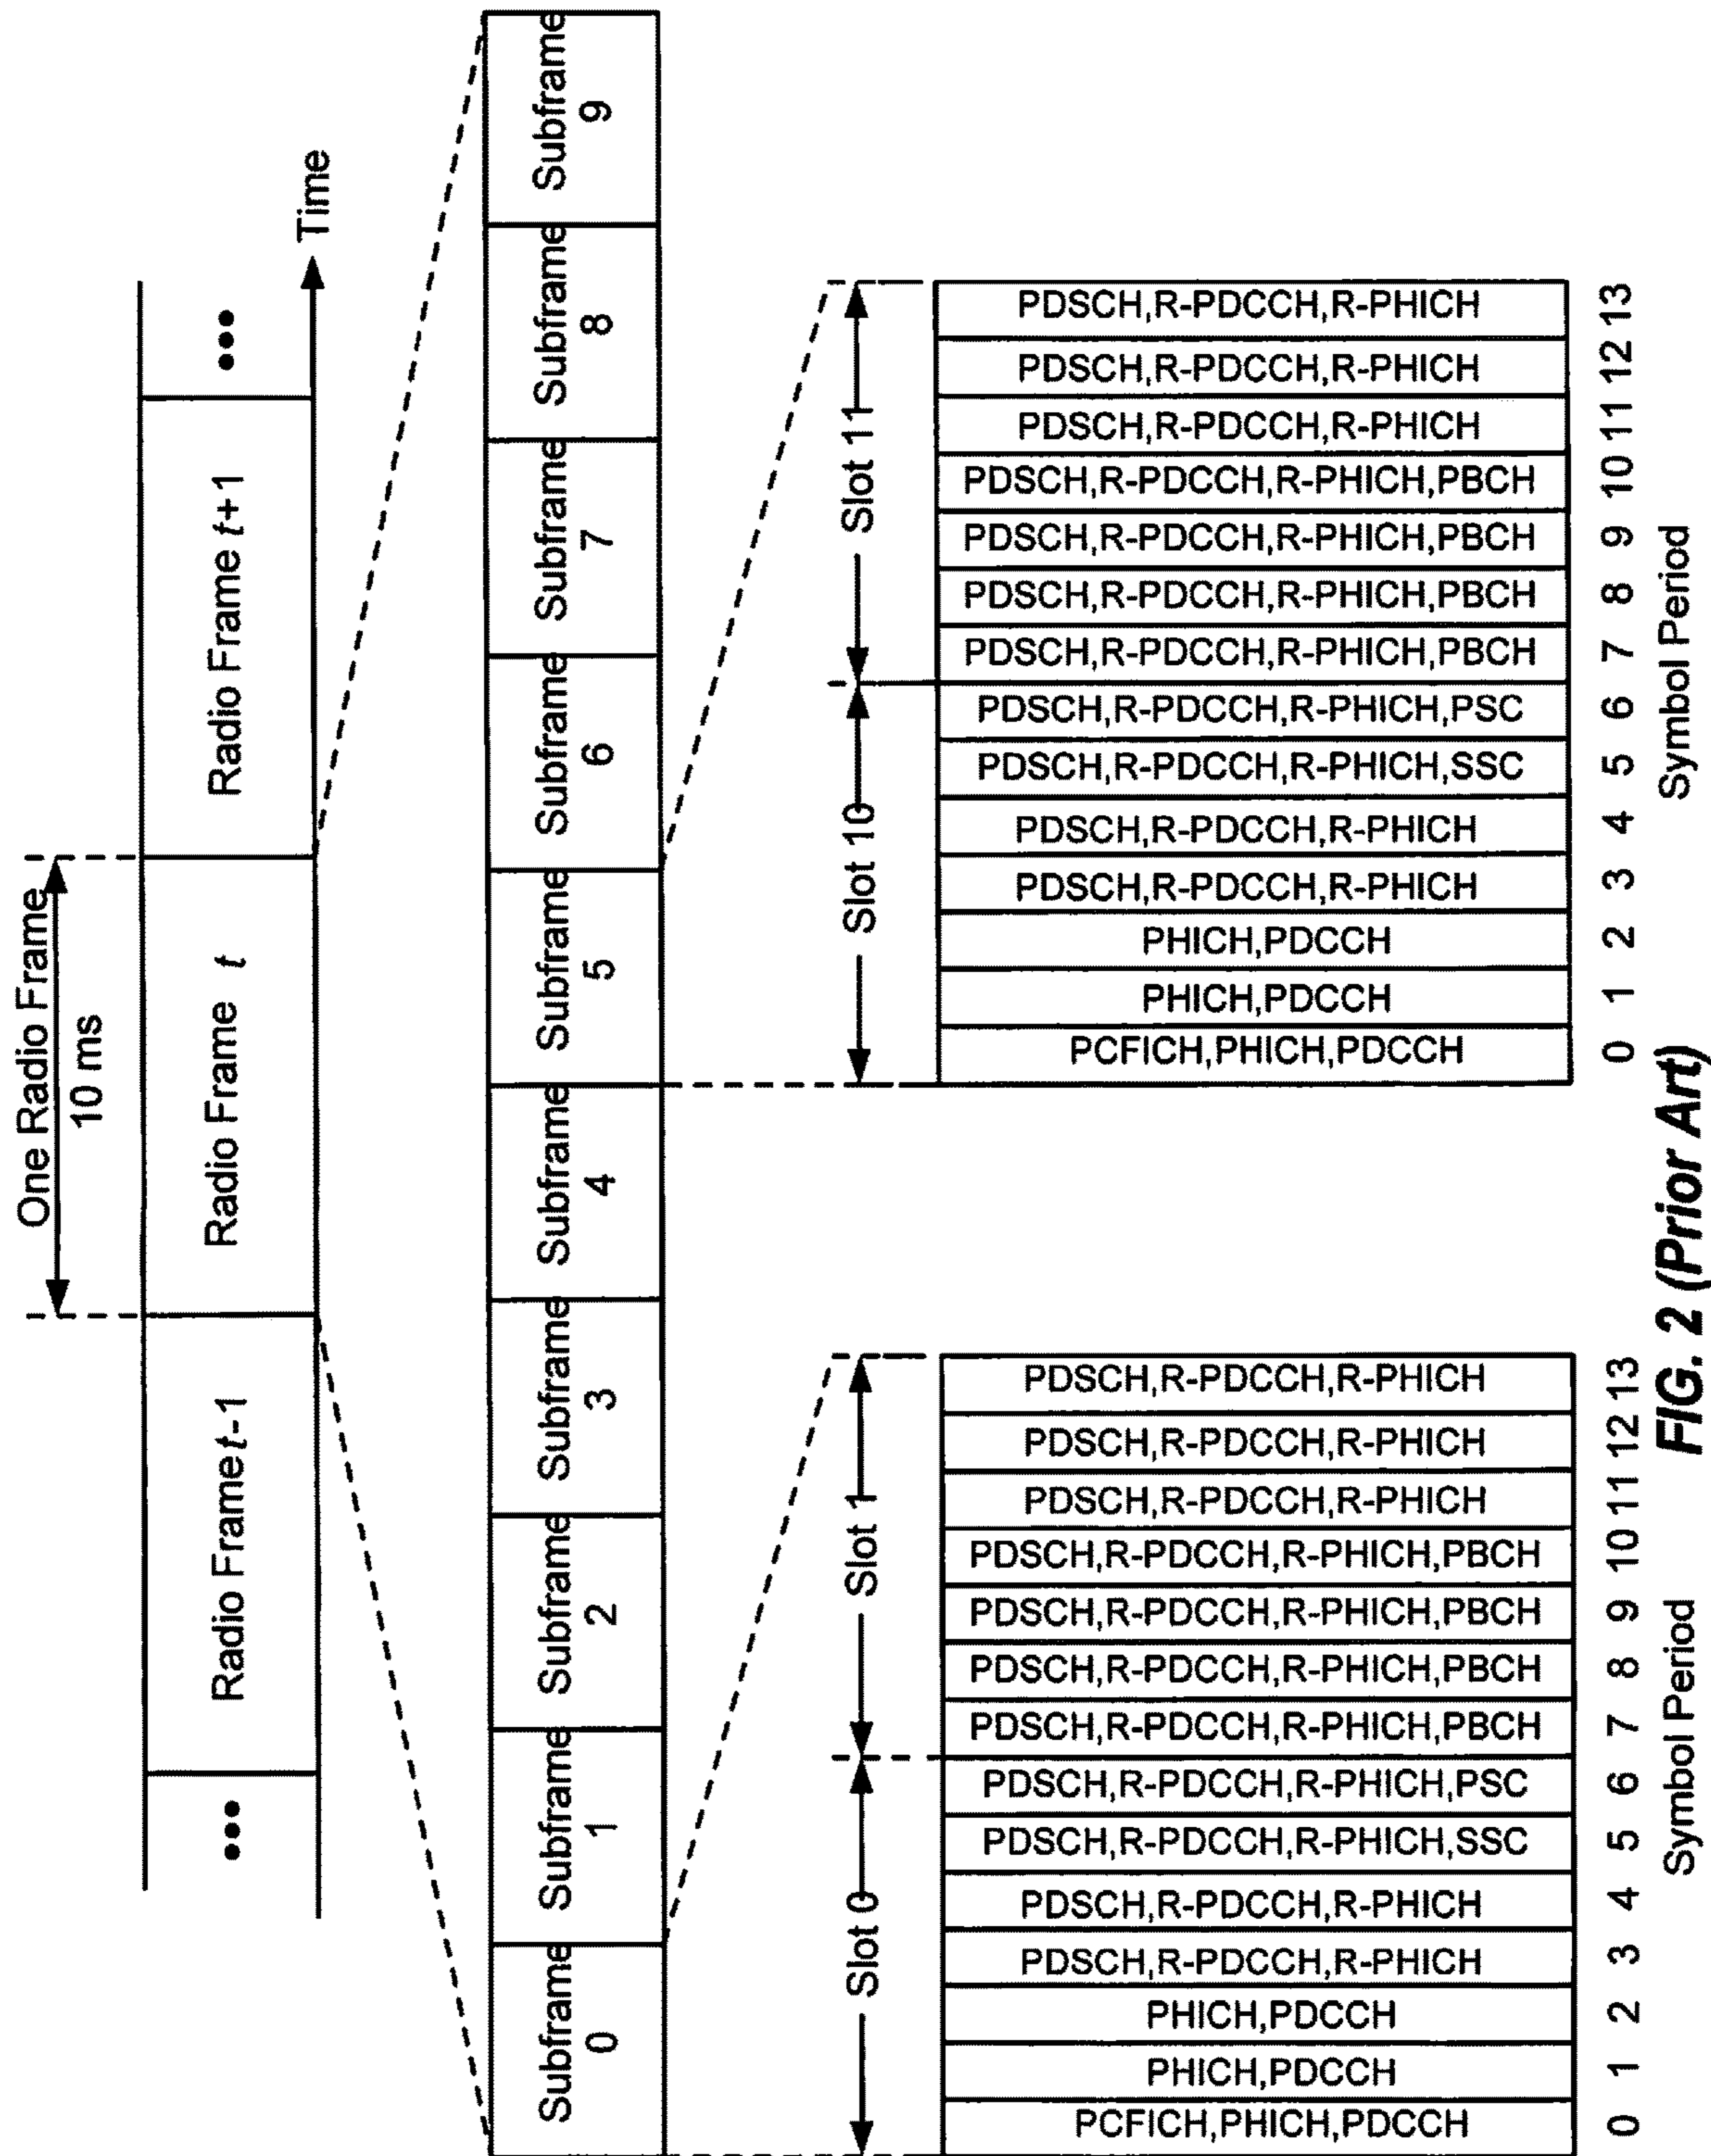 One Radio Frame
10 ms
•••
Radio Frame t-1
Radio Frame t
Radio Frame t+1
•••
Time
Subframe 0
Subframe 1
Subframe 2
Subframe 3
Subframe 4
Subframe 5
Subframe 6
Subframe 7
Subframe 8
Subframe 9
Slot 0
Slot 1
PCFICH,PHICH,PDCCH
PHICH,PDCCH
PHICH,PDCCH
PDSCH,R-PDCCH,R-PHICH
PDSCH,R-PDCCH,R-PHICH
PDSCH,R-PDCCH,R-PHICH,SSC
PDSCH,R-PDCCH,R-PHICH,PSC
PDSCH,R-PDCCH,R-PHICH,PBCH
PDSCH,R-PDCCH,R-PHICH,PBCH
PDSCH,R-PDCCH,R-PHICH,PBCH
PDSCH,R-PDCCH,R-PHICH,PBCH
PDSCH,R-PDCCH,R-PHICH
PDSCH,R-PDCCH,R-PHICH
PDSCH,R-PDCCH,R-PHICH
0 1 2 3 4 5 6 7 8 9 10 11 12 13
Symbol Period
Slot 10
Slot 11
PCFICH,PHICH,PDCCH
PHICH,PDCCH
PHICH,PDCCH
PDSCH,R-PDCCH,R-PHICH
PDSCH,R-PDCCH,R-PHICH
PDSCH,R-PDCCH,R-PHICH,SSC
PDSCH,R-PDCCH,R-PHICH,PSC
PDSCH,R-PDCCH,R-PHICH,PBCH
PDSCH,R-PDCCH,R-PHICH,PBCH
PDSCH,R-PDCCH,R-PHICH,PBCH
PDSCH,R-PDCCH,R-PHICH,PBCH
PDSCH,R-PDCCH,R-PHICH
PDSCH,R-PDCCH,R-PHICH
PDSCH,R-PDCCH,R-PHICH
0 1 2 3 4 5 6 7 8 9 10 11 12 13
Symbol Period
FIG. 2 (Prior Art)